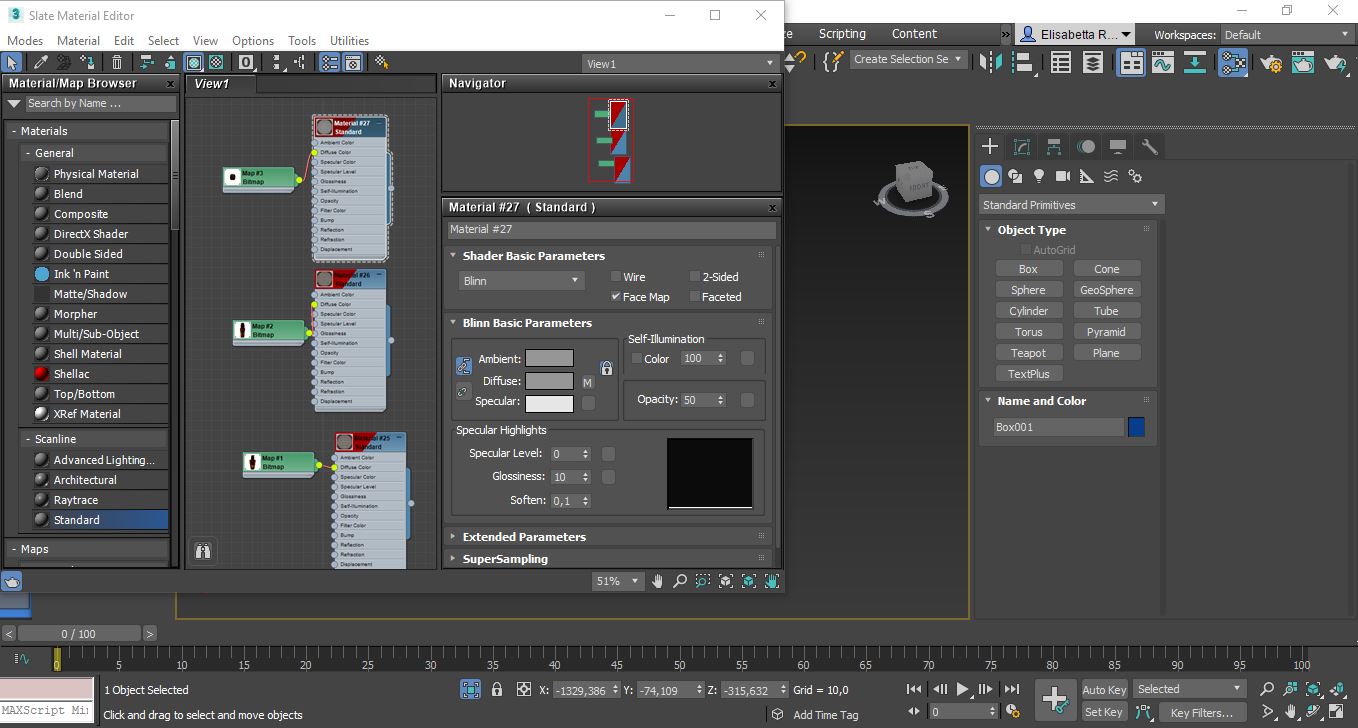 Slate Material Editor
Modes Material Edit Select View Options Tools Utilities
Scripting Content
Elisabetta R...
Workspaces: Default
View1
Create Selection Se
Material/Map Browser
Search by Name ...
- Materials
- General
Physical Material
Blend
Composite
DirectX Shader
Double Sided
Ink 'n Paint
Matte/Shadow
Morpher
Multi/Sub-Object
Shell Material
Shellac
Top/Bottom
XRef Material
- Scanline
Advanced Lighting...
Architectural
Raytrace
Standard
- Maps
View1
Material #27
Standard
Ambient Color
Diffuse Color
Specular Color
Specular Level
Glossiness
Self-Illumination
Opacity
Filter Color
Bump
Reflection
Refraction
Displacement
Map #3
Bitmap
Material #26
Standard
Ambient Color
Diffuse Color
Specular Color
Specular Level
Glossiness
Self-Illumination
Opacity
Filter Color
Bump
Reflection
Refraction
Displacement
Map #2
Bitmap
Material #25
Standard
Ambient Color
Diffuse Color
Specular Color
Specular Level
Glossiness
Self-Illumination
Opacity
Filter Color
Bump
Reflection
Refraction
Displacement
Map #1
Bitmap
Navigator
Material #27 ( Standard )
Material #27
Shader Basic Parameters
Blinn
Wire 2-Sided
Face Map Faceted
Blinn Basic Parameters
Ambient:
Diffuse: M
Specular:
Self-Illumination
Color 100
Opacity: 50
Specular Highlights
Specular Level: 0
Glossiness: 10
Soften: 0,1
Extended Parameters
SuperSampling
51%
FRONT
W S
Standard Primitives
Object Type
AutoGrid
Box Cone
Sphere GeoSphere
Cylinder Tube
Torus Pyramid
Teapot Plane
TextPlus
Name and Color
Box001
< 0 / 100 >
0 5 10 15 20 25 30 35 40 45 50 55 60 65 70 75 80 85 90 95 100
1 Object Selected
X: -1329,386 Y: -74,109 Z: -315,632 Grid = 10,0
Auto Key Selected
MAXScript Mi
Click and drag to select and move objects
Add Time Tag
0
Set Key Key Filters...